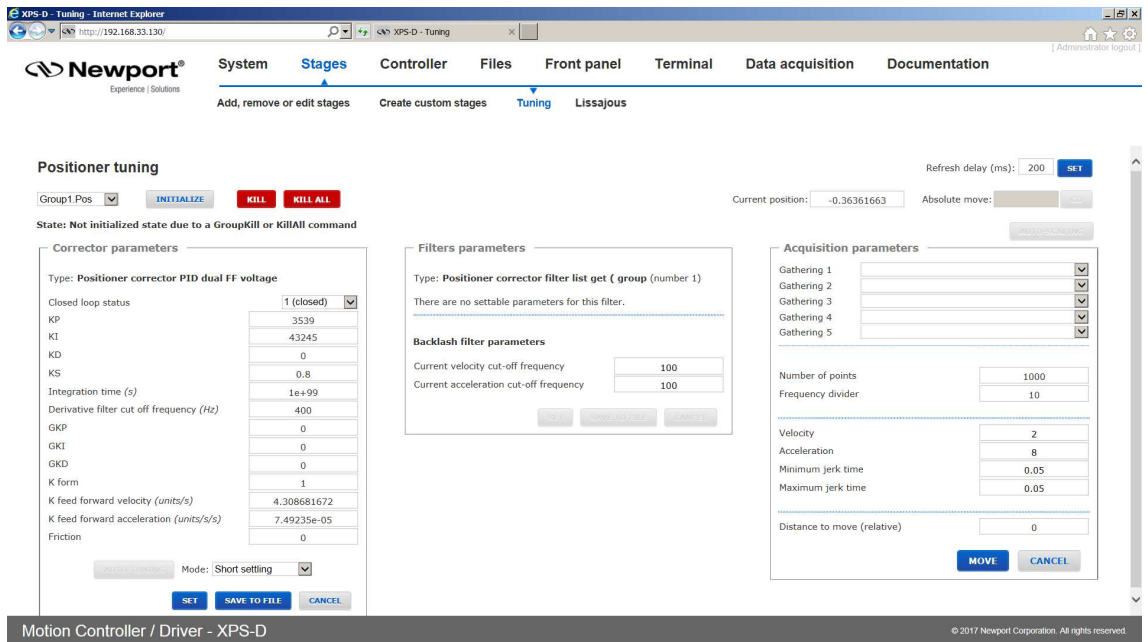 XPS-D - Tuning - Internet Explorer
http://192.168.33.130/
XPS-D - Tuning
[ Administrator logout ]
Newport®
Experience | Solutions
System Stages Controller Files Front panel Terminal Data acquisition Documentation
Add, remove or edit stages Create custom stages Tuning Lissajous
Positioner tuning
Refresh delay (ms): 200 SET
Group1.Pos INITIALIZE KILL KILL ALL
Current position: -0.36361663 Absolute move:
State: Not initialized state due to a GroupKill or KillAll command
AUTO-SCALING
Corrector parameters
Type: Positioner corrector PID dual FF voltage
Closed loop status 1 (closed)
KP 3539
KI 43245
KD 0
KS 0.8
Integration time (s) 1e+99
Derivative filter cut off frequency (Hz) 400
GKP 0
GKI 0
GKD 0
K form 1
K feed forward velocity (units/s) 4.308681672
K feed forward acceleration (units/s/s) 7.49235e-05
Friction 0
AUTO-TUNING Mode: Short settling
SET SAVE TO FILE CANCEL
Filters parameters
Type: Positioner corrector filter list get ( group (number 1)
There are no settable parameters for this filter.
Backlash filter parameters
Current velocity cut-off frequency 100
Current acceleration cut-off frequency 100
SET SAVE TO FILE CANCEL
Acquisition parameters
Gathering 1
Gathering 2
Gathering 3
Gathering 4
Gathering 5
Number of points 1000
Frequency divider 10
Velocity 2
Acceleration 8
Minimum jerk time 0.05
Maximum jerk time 0.05
Distance to move (relative) 0
MOVE CANCEL
Motion Controller / Driver - XPS-D
© 2017 Newport Corporation. All rights reserved.